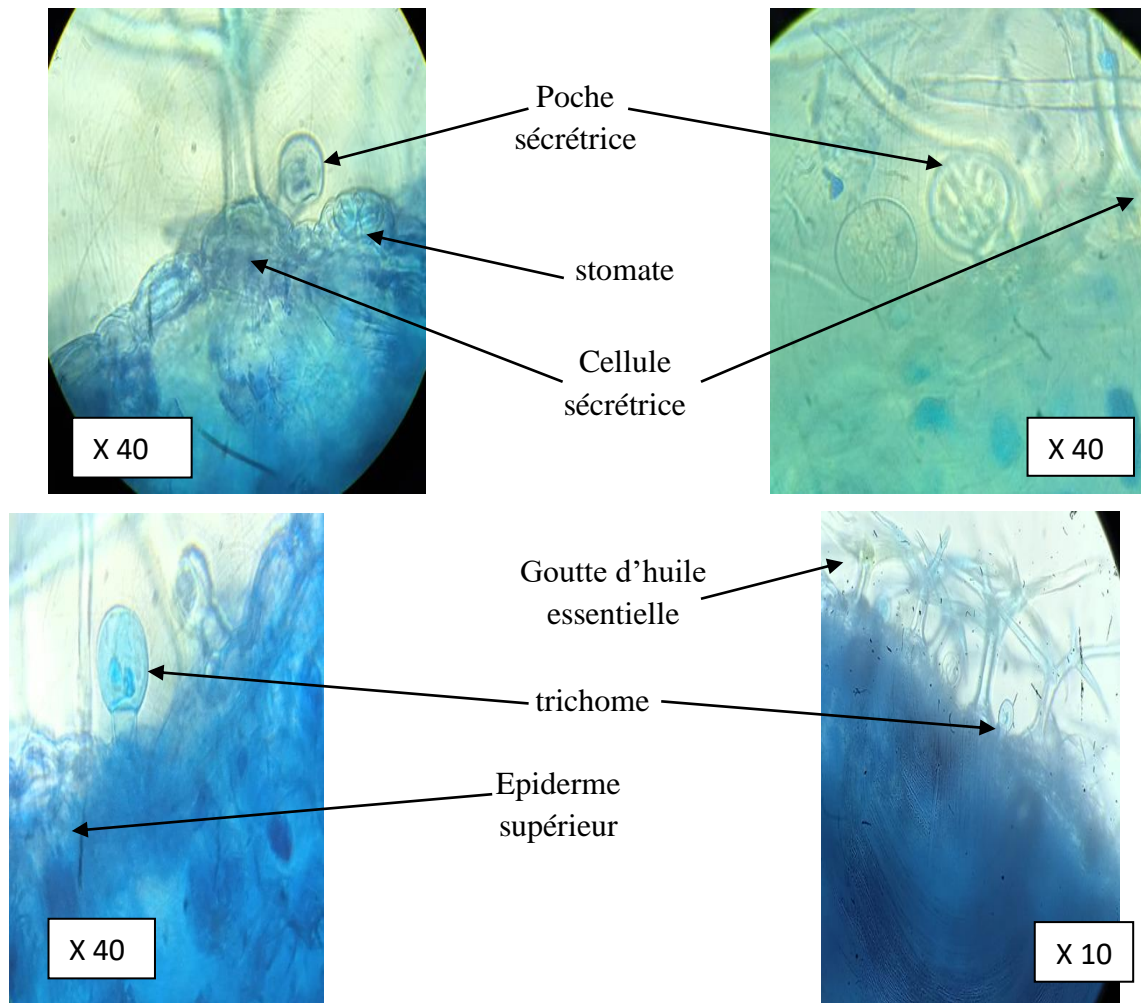 Poche
sécrétrice
stomate
Cellule
sécrétrice
X 40
X 40
Goutte d'huile
essentielle
trichome
Epiderme
supérieur
X 40
X 10